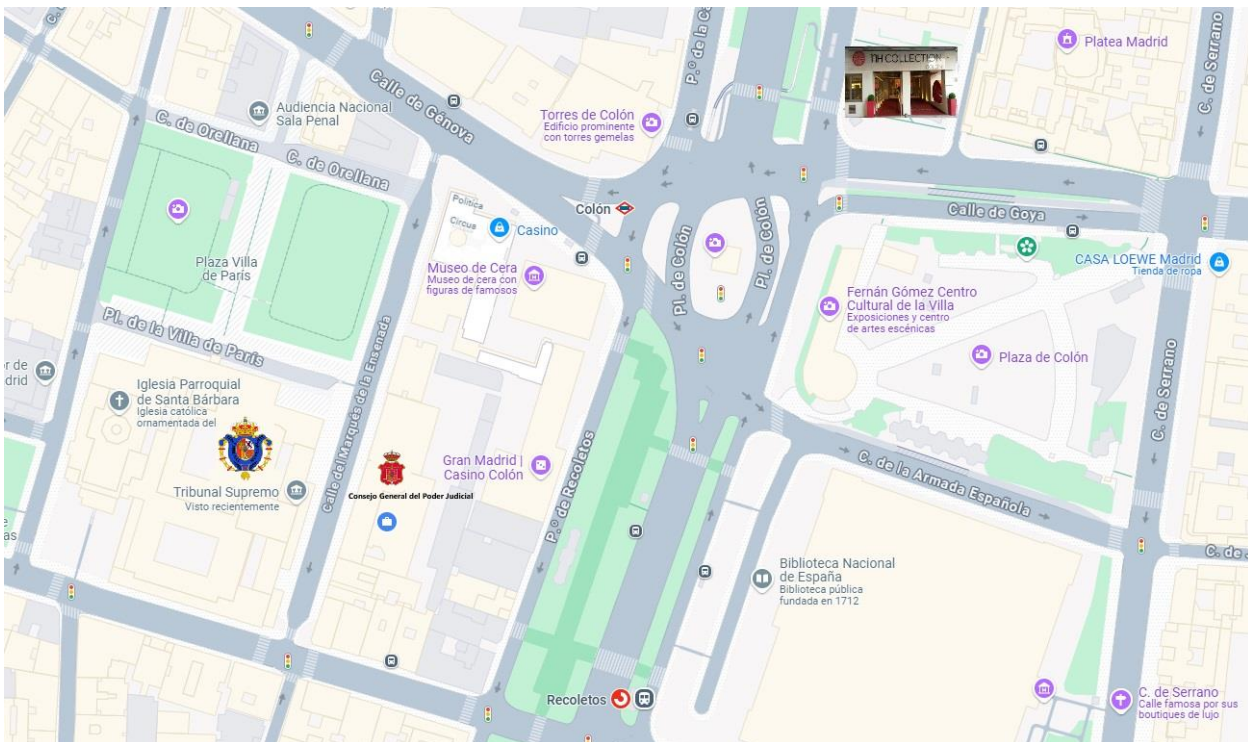 Platea Madrid
C. de Serrano
Calle de Génova
Audiencia Nacional
Sala Penal
C. de Orellana
C. de Orellana
Torres de Colón
Edificio prominente
con torres gemelas
TH COLLECTION
Colón
Política
Circus
Casino
Calle de Goya
Pl. de Colón
Pl. de Colón
Plaza Villa
de París
Museo de Cera
Museo de cera con
figuras de famosos
CASA LOEWE Madrid
Tienda de ropa
Fernán Gómez Centro
Cultural de la Villa
Exposiciones y centro
de artes escénicas
Plaza de Colón
Pl. de la Villa de París
Calle del Marqués de la Ensenada
C. de Serrano
Iglesia Parroquial
de Santa Bárbara
Iglesia católica
ornamentada del
Tribunal Supremo
Visto recientemente
Consejo General del Poder Judicial
Gran Madrid |
Casino Colón
P.º de Recoletos
C. de la Armada Española
Biblioteca Nacional
de España
Biblioteca pública
fundada en 1712
Recoletos
C. de Serrano
Calle famosa por sus
boutiques de lujo